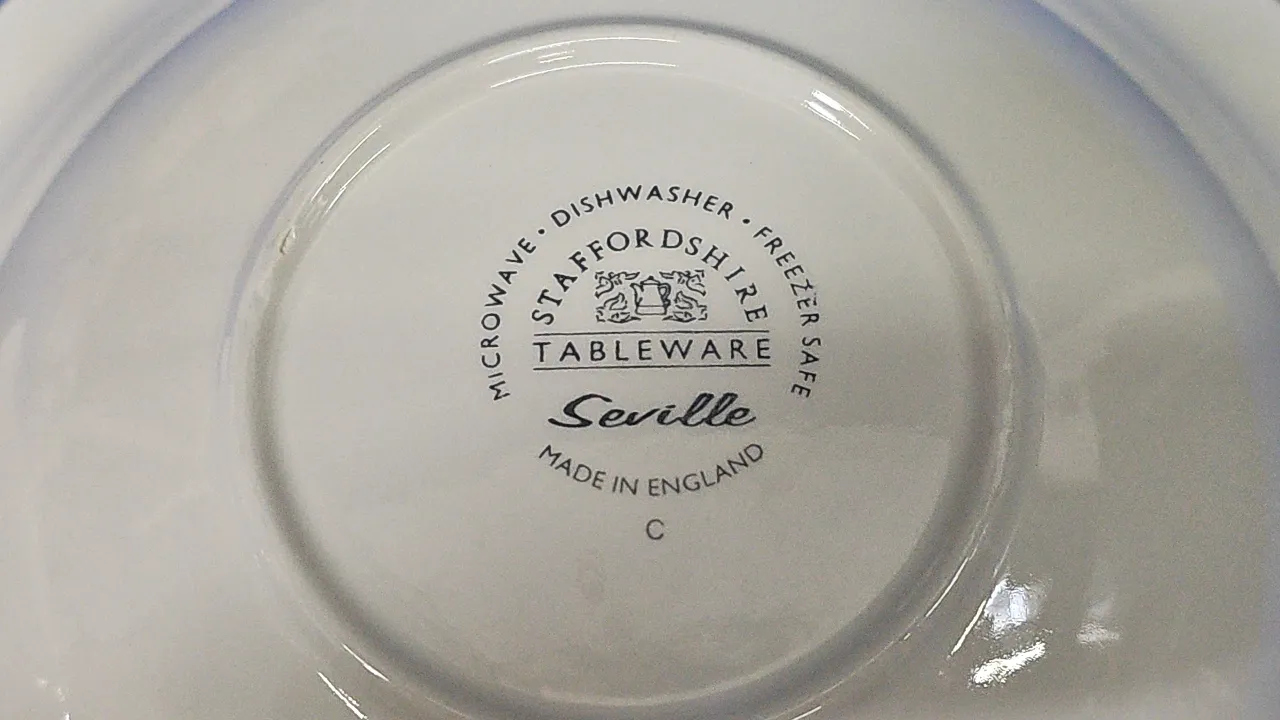 MICROWAVE • DISHWASHER • FREEZER SAFE
STAFFORDSHIRE
TABLEWARE
Seville
MADE IN ENGLAND
C